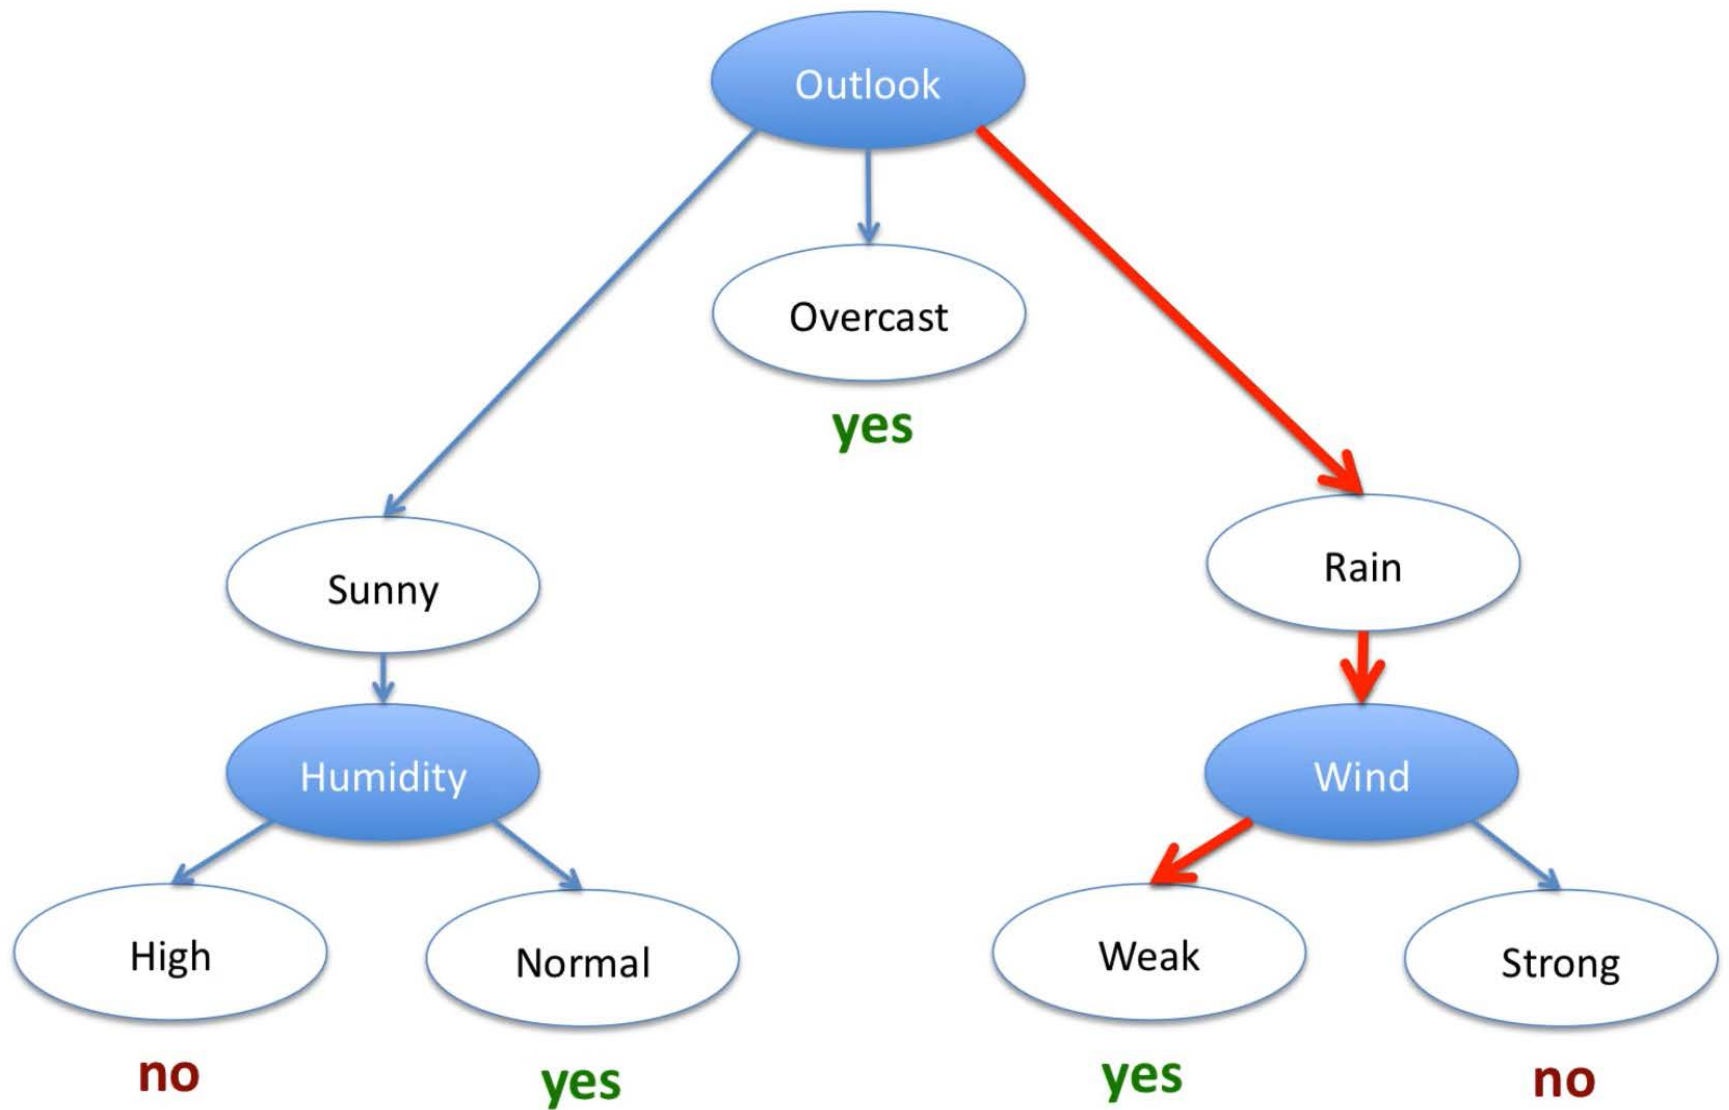 Outlook
Overcast
yes
Sunny
Rain
Humidity
Wind
High
Normal
Weak
Strong
no
yes
yes
no